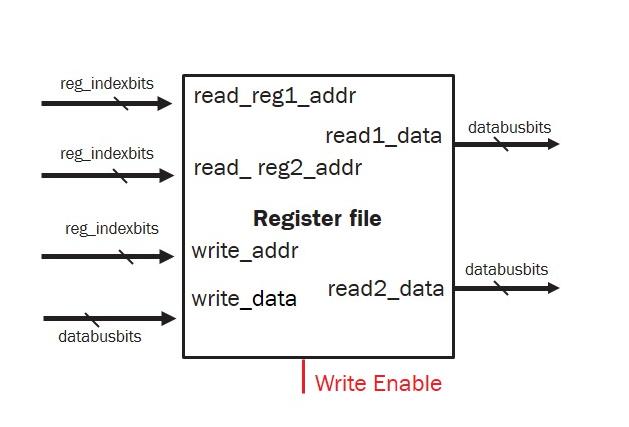 reg_indexbits
read_reg1_addr
read1_data
databusbits
reg_indexbits
read_ reg2_addr
Register file
reg_indexbits
write_addr
write_data
read2_data
databusbits
databusbits
Write Enable